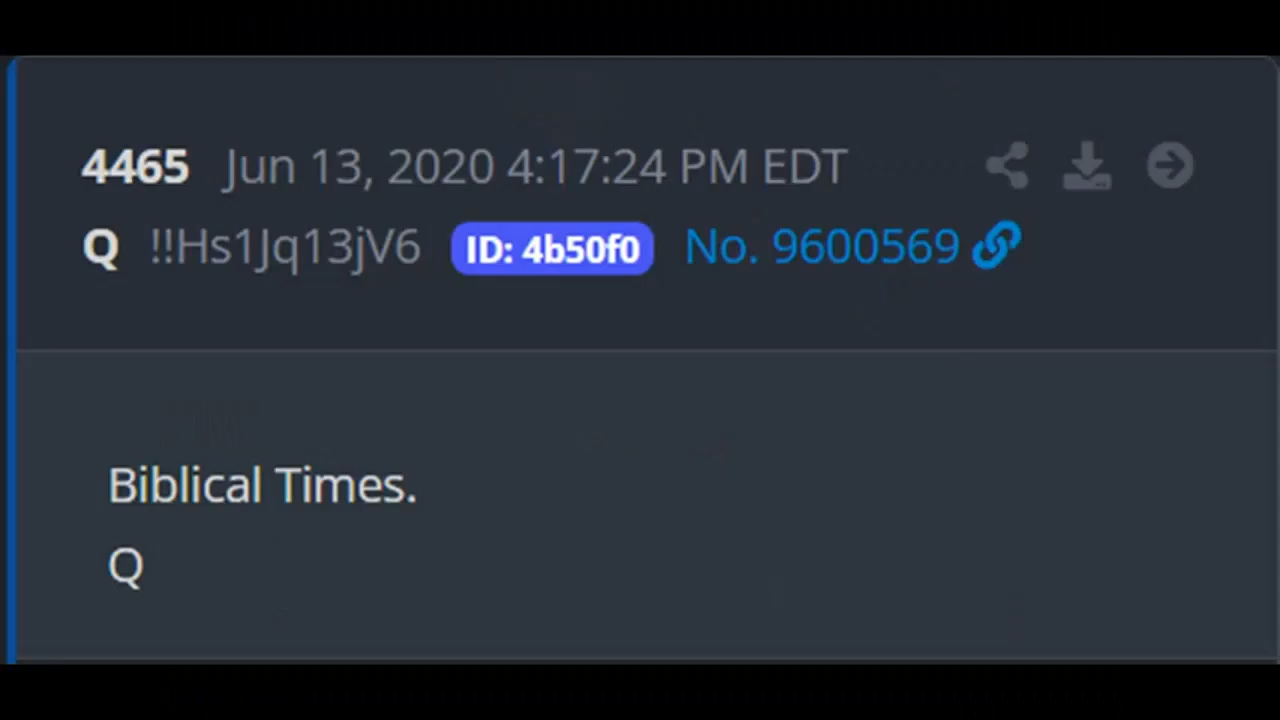 4465 Jun 13, 2020 4:17:24 PM EDT
Q !!Hs1Jq13jV6 ID: 4b50f0 No. 9600569
Biblical Times.
Q